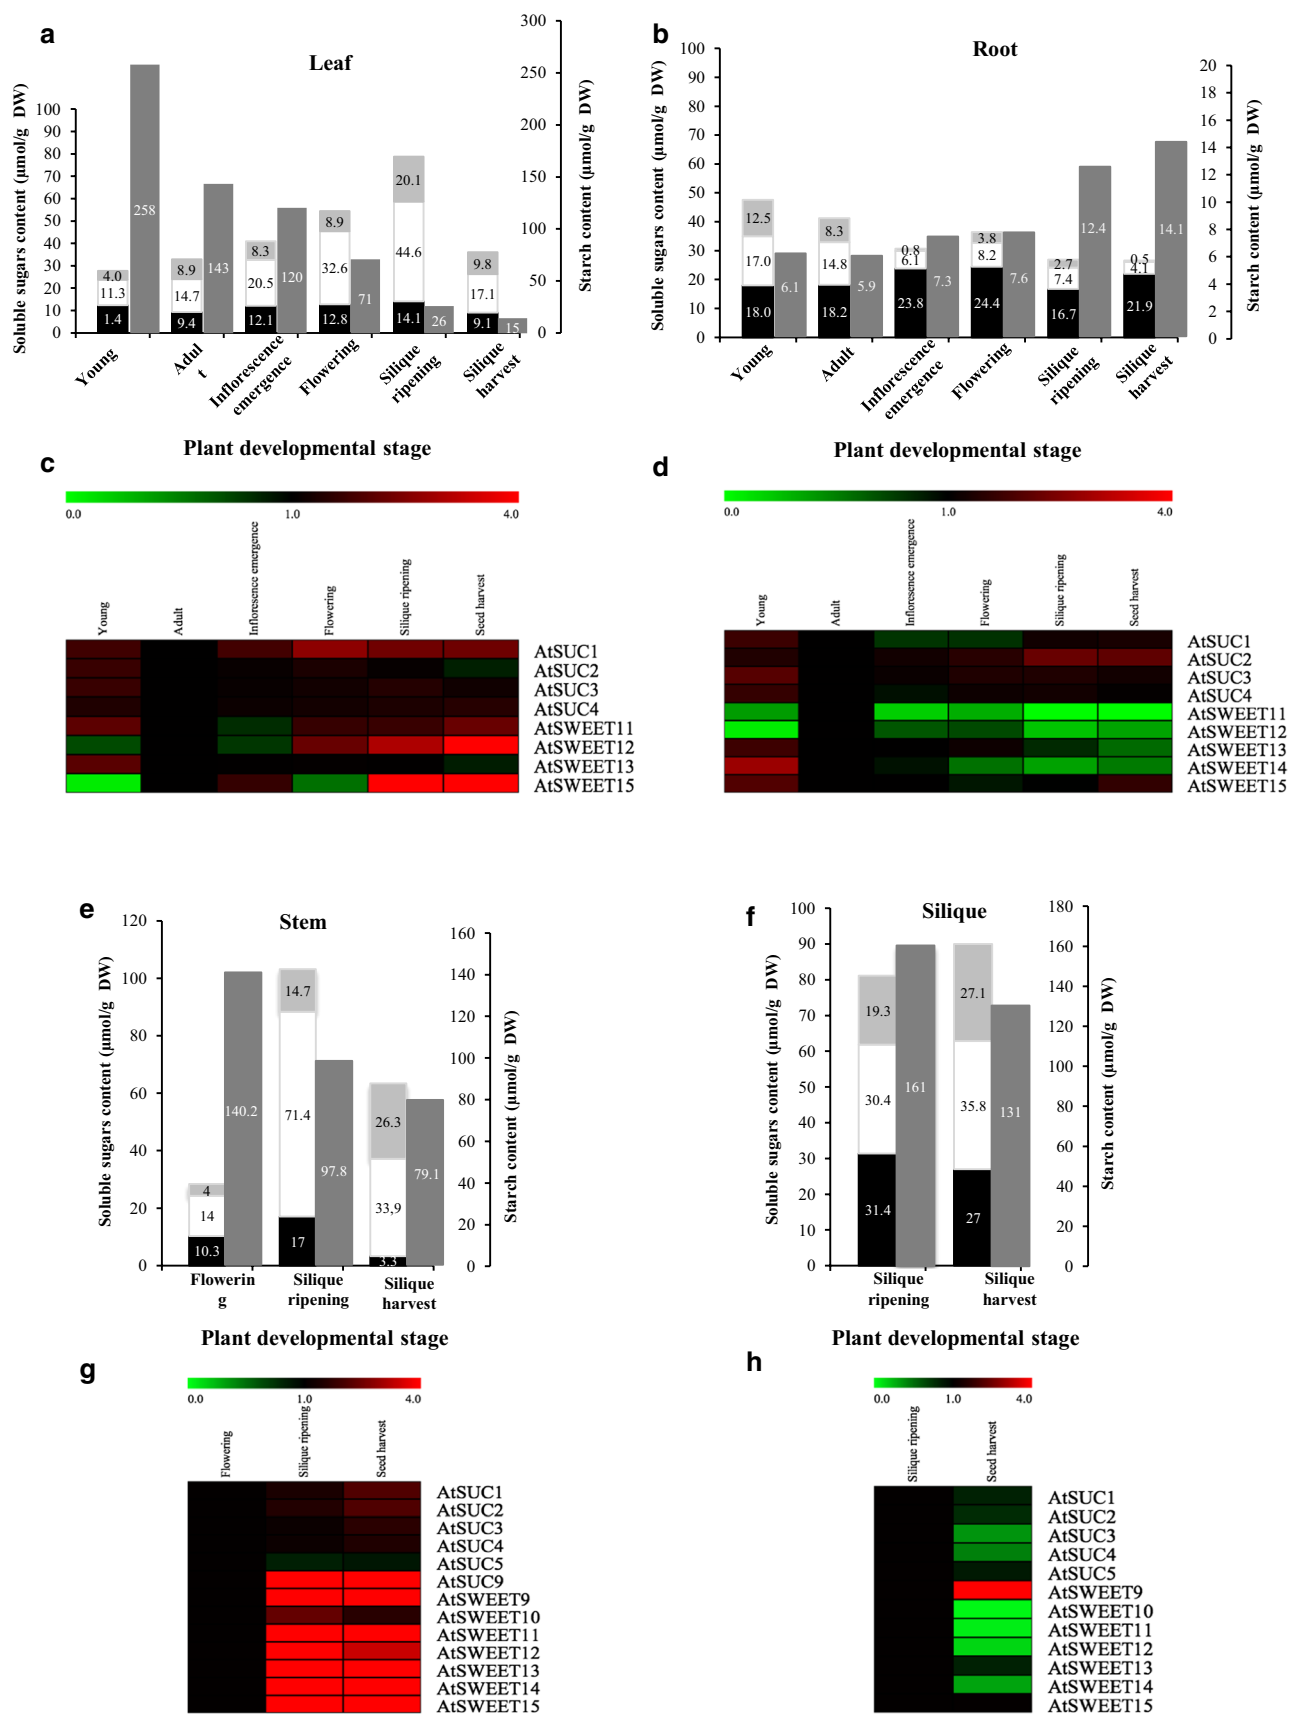 a
Leaf
Soluble sugars content (µmol/g DW)
100
90
80
70
60
50
40
30
20
10
0
4.0
11.3
1.4
258
8.9
14.7
9.4
143
8.3
20.5
12.1
120
8.9
32.6
12.8
71
20.1
44.6
14.1
26
9.8
17.1
9.1
15
300
250
200
150
100
50
0
Starch content (µmol/g DW)
Young
Adul
t
Inflorescence
emergence
Flowering
Silique
ripening
Silique
harvest
Plant developmental stage
b
Root
Soluble sugars content (µmol/g DW)
100
90
80
70
60
50
40
30
20
10
0
12.5
17.0
18.0
6.1
8.3
14.8
18.2
5.9
0.8
6.1
23.8
7.3
3.8
8.2
24.4
7.6
2.7
7.4
16.7
12.4
0.5
4.1
21.9
14.1
20
18
16
14
12
10
8
6
4
2
0
Starch content (µmol/g DW)
Young
Adult
Inflorescence
emergence
Flowering
Silique
ripening
Silique
harvest
Plant developmental stage
c
0.0
1.0
4.0
Young
Adult
Infloresence emergence
Flowering
Silique ripening
Seed harvest
AtSUC1
AtSUC2
AtSUC3
AtSUC4
AtSWEET11
AtSWEET12
AtSWEET13
AtSWEET15
d
0.0
1.0
4.0
Young
Adult
Infloresence emergence
Flowering
Silique ripening
Seed harvest
AtSUC1
AtSUC2
AtSUC3
AtSUC4
AtSWEET11
AtSWEET12
AtSWEET13
AtSWEET14
AtSWEET15
e
Stem
Soluble sugars content (µmol/g DW)
120
100
80
60
40
20
0
4
14
10.3
140.2
14.7
71.4
17
97.8
26.3
33,9
3.3
79.1
160
140
120
100
80
60
40
20
0
Starch content (µmol/g DW)
Flowerin
g
Silique
ripening
Silique
harvest
Plant developmental stage
f
Silique
Soluble sugars content (µmol/g DW)
100
90
80
70
60
50
40
30
20
10
0
19.3
30.4
31.4
161
27.1
35.8
27
131
180
160
140
120
100
80
60
40
20
0
Starch content (µmol/g DW)
Silique
ripening
Silique
harvest
Plant developmental stage
g
0.0
1.0
4.0
Flowering
Silique ripening
Seed harvest
AtSUC1
AtSUC2
AtSUC3
AtSUC4
AtSUC5
AtSUC9
AtSWEET9
AtSWEET10
AtSWEET11
AtSWEET12
AtSWEET13
AtSWEET14
AtSWEET15
h
0.0
1.0
4.0
Silique ripening
Seed harvest
AtSUC1
AtSUC2
AtSUC3
AtSUC4
AtSUC5
AtSWEET9
AtSWEET10
AtSWEET11
AtSWEET12
AtSWEET13
AtSWEET14
AtSWEET15